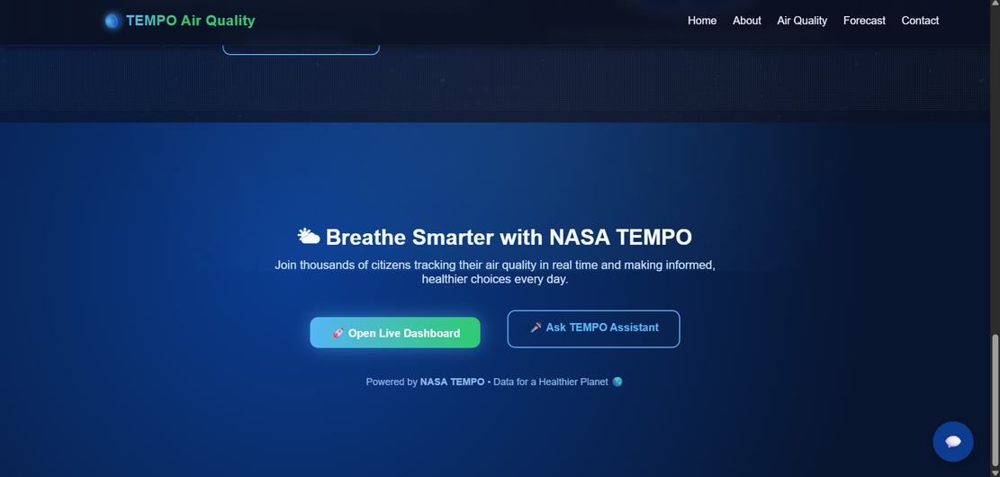 TEMPO Air Quality
Home About Air Quality Forecast Contact
🌥️ Breathe Smarter with NASA TEMPO
Join thousands of citizens tracking their air quality in real time and making informed,
healthier choices every day.
🚀 Open Live Dashboard
🎤 Ask TEMPO Assistant
Powered by NASA TEMPO • Data for a Healthier Planet 🌍